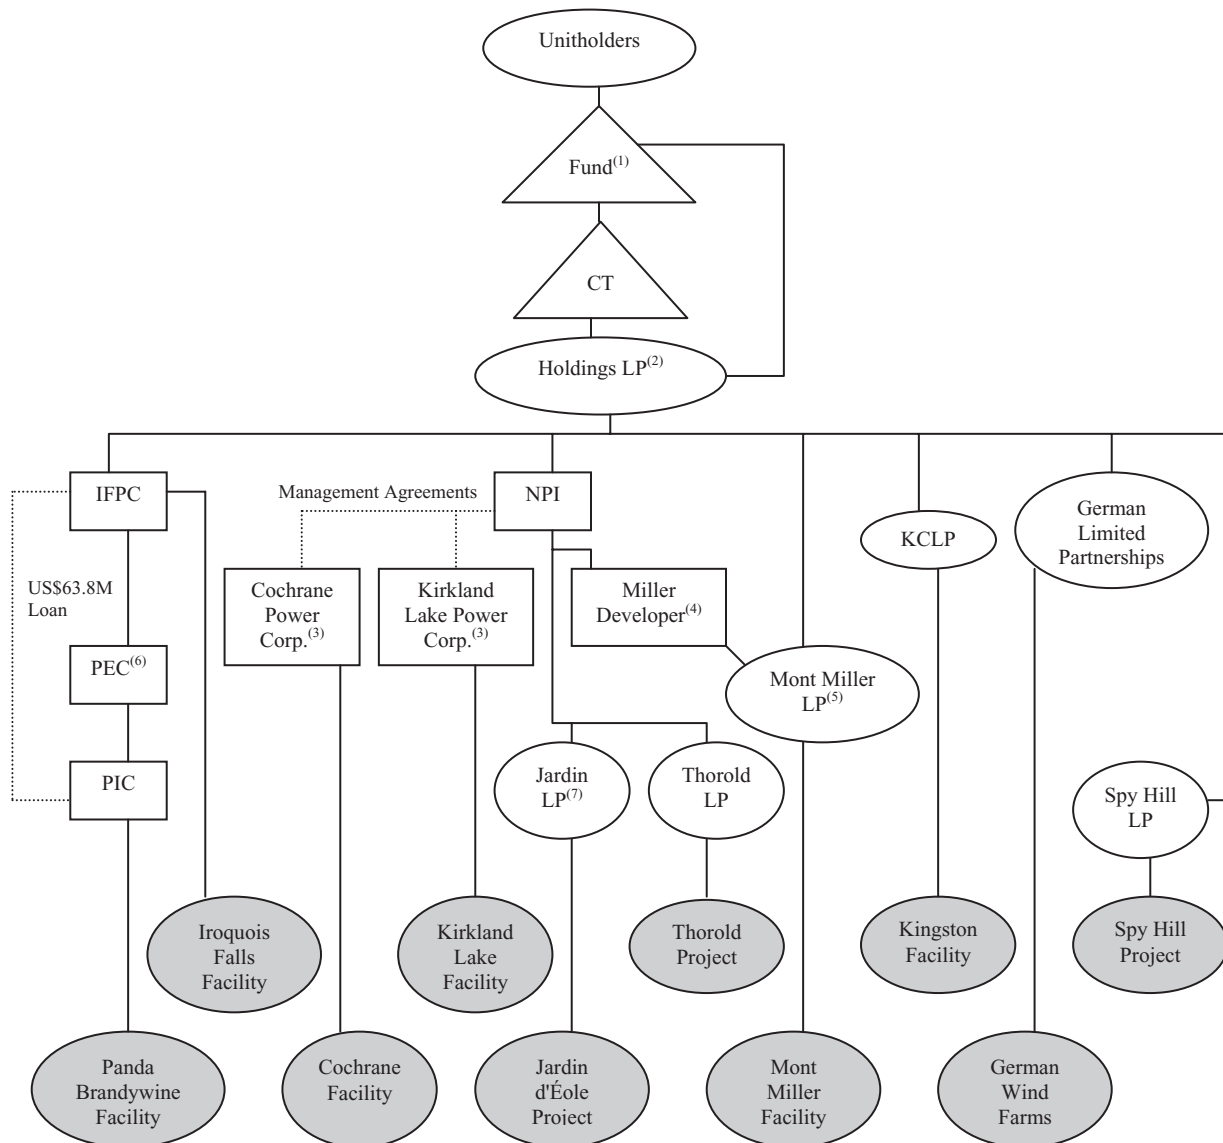 Unitholders
Fund(1)
CT
Holdings LP(2)
IFPC
Management Agreements
NPI
German
Limited
Partnerships
KCLP
US$63.8M
Loan
Cochrane
Power
Corp.(3)
Kirkland
Lake Power
Corp.(3)
Miller
Developer(4)
PEC(6)
Mont Miller
LP(5)
PIC
Jardin
LP(7)
Thorold
LP
Spy Hill
LP
Iroquois
Falls
Facility
Kirkland
Lake
Facility
Thorold
Project
Kingston
Facility
Spy Hill
Project
Panda
Brandywine
Facility
Cochrane
Facility
Jardin
d'Éole
Project
Mont
Miller
Facility
German
Wind
Farms